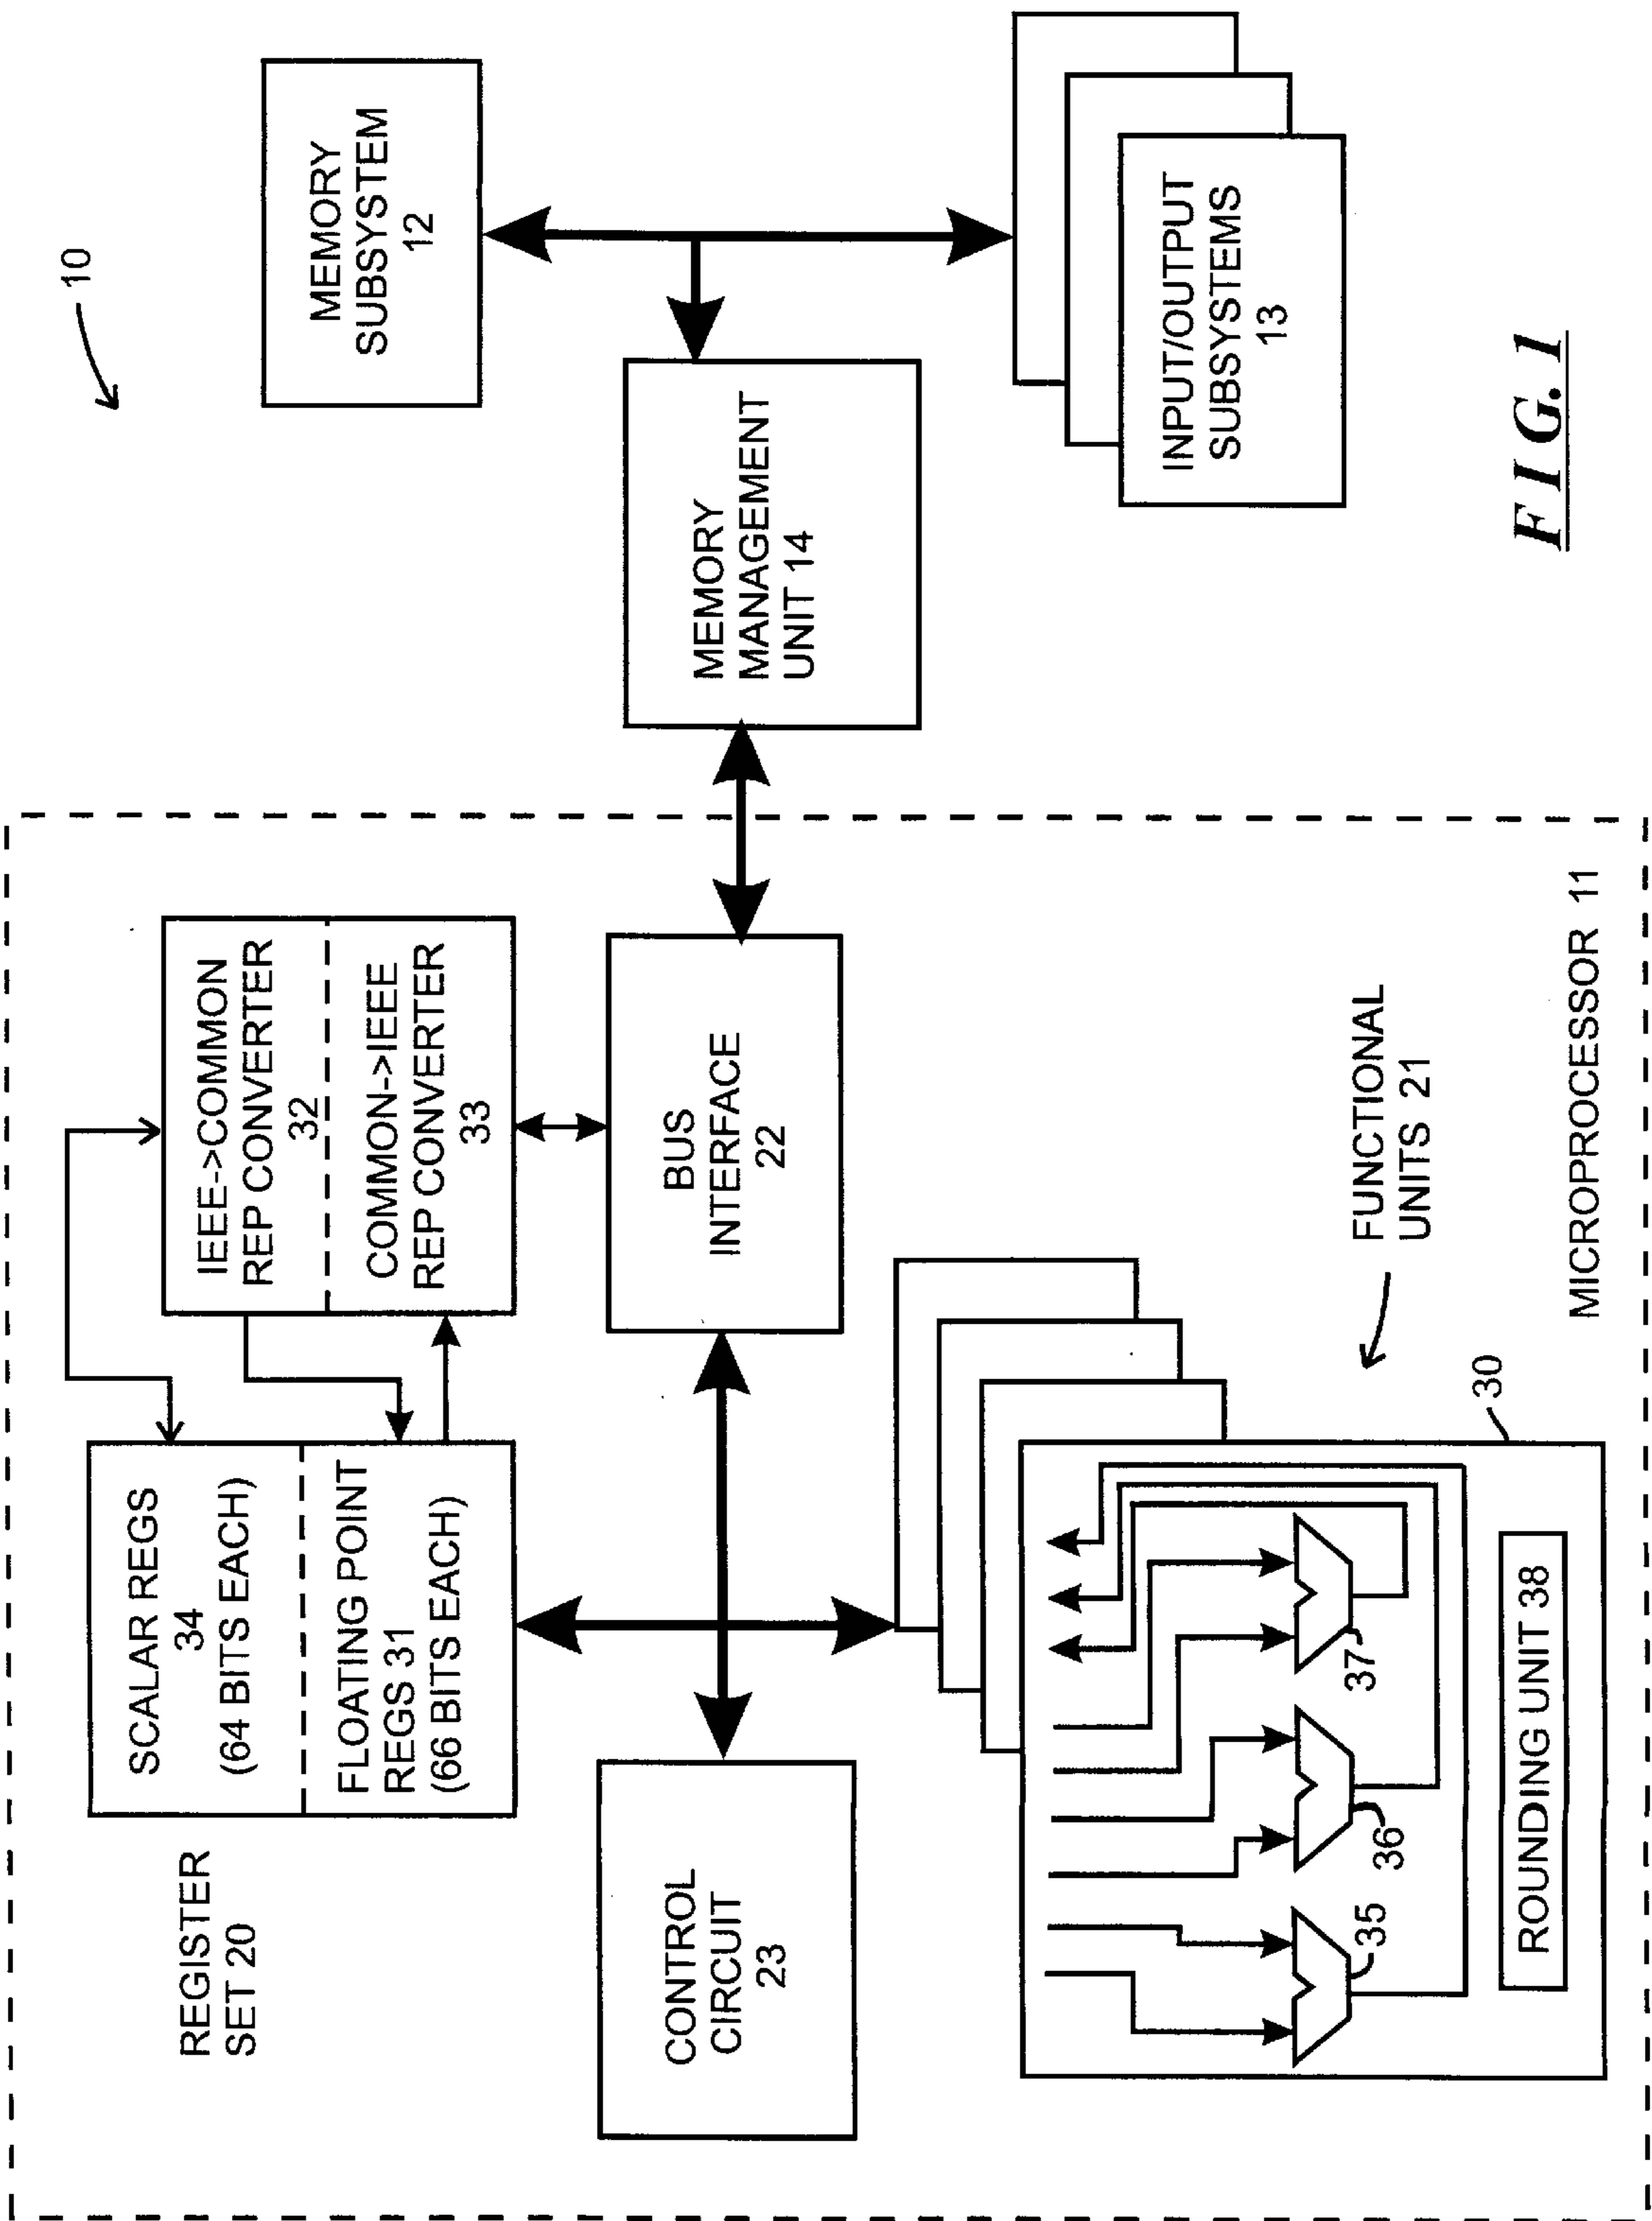 10
MEMORY
SUBSYSTEM
12
MEMORY
MANAGEMENT
UNIT 14
INPUT/OUTPUT
SUBSYSTEMS
13
FIG. 1
REGISTER
SET 20
SCALAR REGS
34
(64 BITS EACH)
FLOATING POINT
REGS 31
(66 BITS EACH)
IEEE->COMMON
REP CONVERTER
32
COMMON->IEEE
REP CONVERTER
33
CONTROL
CIRCUIT
23
BUS
INTERFACE
22
FUNCTIONAL
UNITS 21
30
35
36
37
ROUNDING UNIT 38
MICROPROCESSOR 11